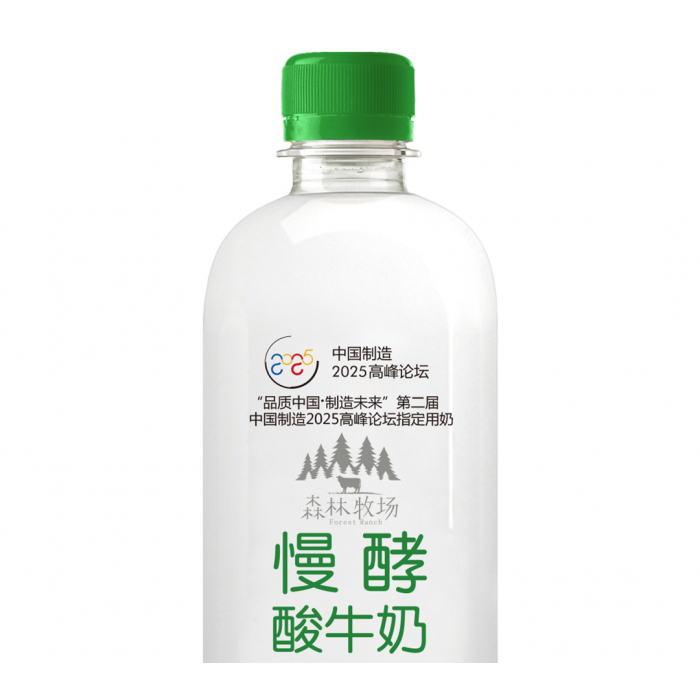 2025
中国制造
2025高峰论坛
“品质中国·制造未来”第二届
中国制造2025高峰论坛指定用奶
森林牧场
Forest Ranch
慢酵
酸牛奶